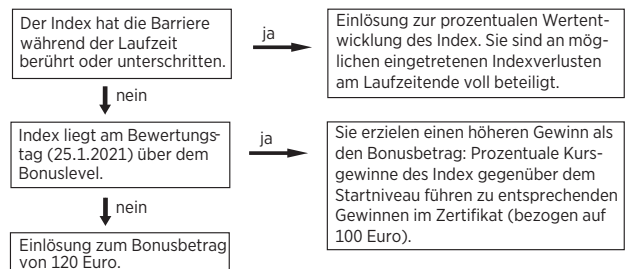 Der Index hat die Barriere
während der Laufzeit
berührt oder unterschritten.
ja
Einlösung zur prozentualen Wertent-
wicklung des Index. Sie sind an mög-
lichen eingetretenen Indexverlusten
am Laufzeitende voll beteiligt.
nein
Index liegt am Bewertungs-
tag (25.1.2021) über dem
Bonuslevel.
ja
Sie erzielen einen höheren Gewinn als
den Bonusbetrag: Prozentuale Kurs-
gewinne des Index gegenüber dem
Startniveau führen zu entsprechenden
Gewinnen im Zertifikat (bezogen auf
100 Euro).
nein
Einlösung zum Bonusbetrag
von 120 Euro.